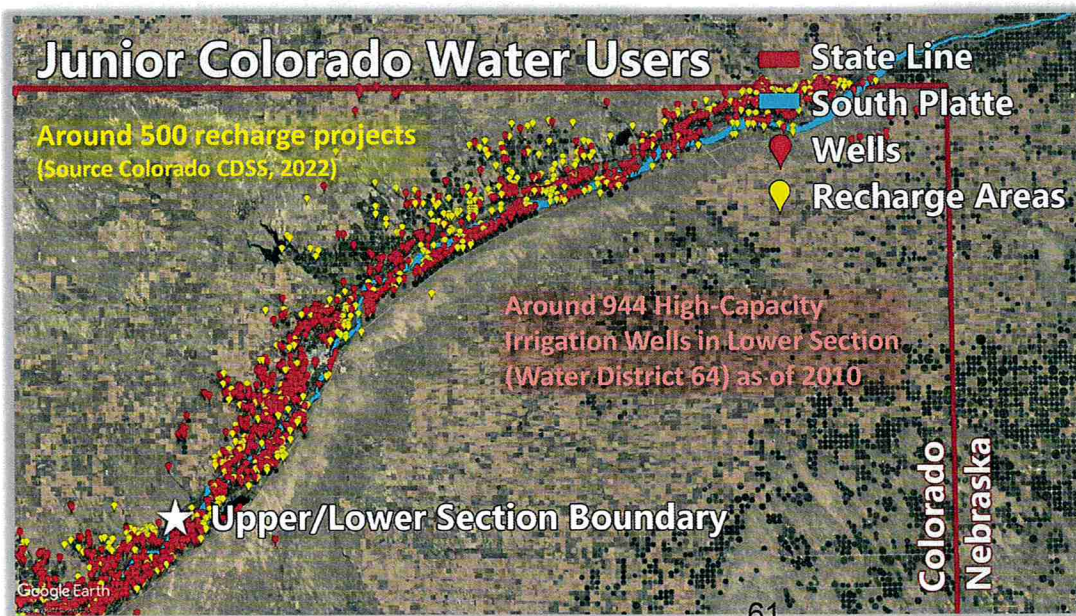 Junior Colorado Water Users
State Line
South Platte
Wells
Recharge Areas
Around 500 recharge projects
(Source Colorado CDSS, 2022)
Around 944 High-Capacity
Irrigation Wells in Lower Section
(Water District 64) as of 2010
Upper/Lower Section Boundary
Colorado
Nebraska
Google Earth
61